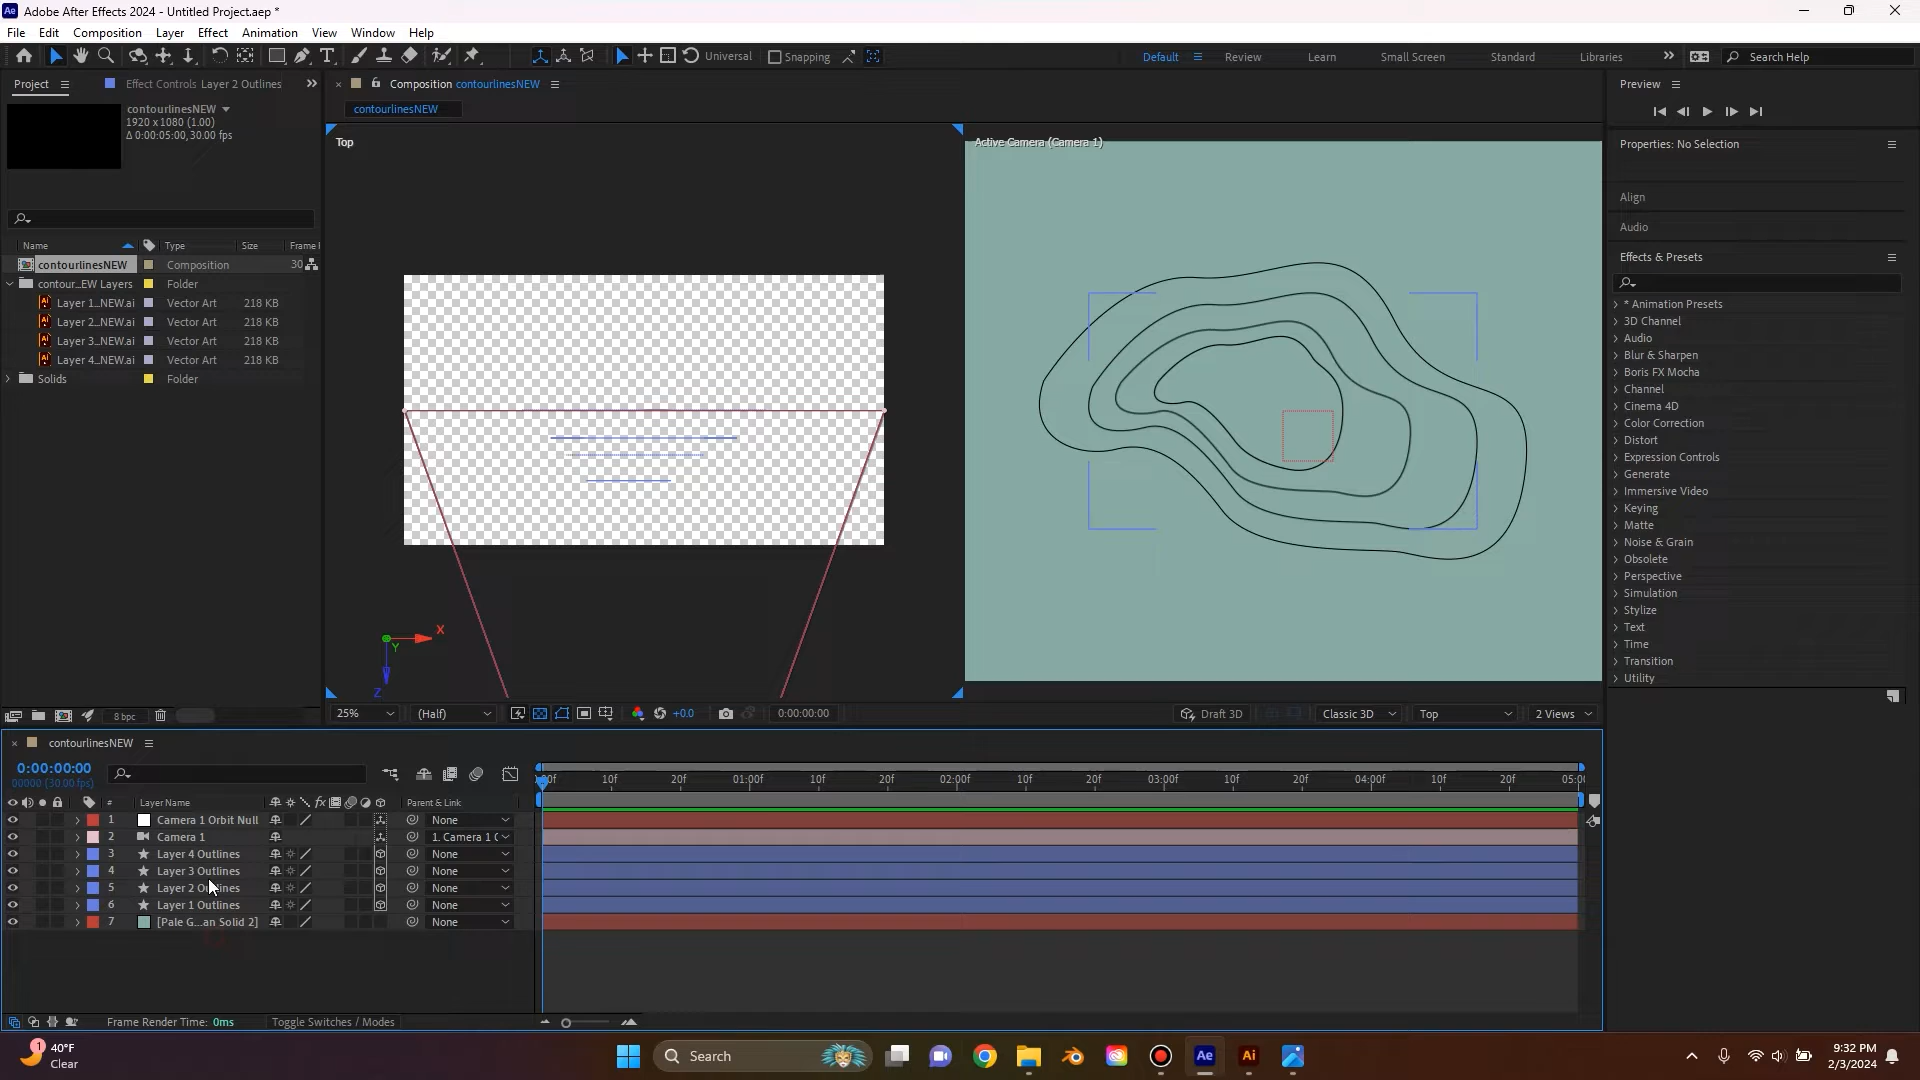 Ae Adobe After Effects 2024 - Untitled Project.aep *
File Edit Composition Layer Effect Animation View Window Help
Universal Snapping Default Review Learn Small Screen Standard Libraries Search Help
Project Effect Controls Layer 2 Outlines
Composition contourlinesNEW
Preview
contourlinesNEW
1920 x 1080 (1.00)
Δ 0:00:05:00, 30.00 fps
contourlinesNEW
Top
Active Camera (Camera 1)
Properties: No Selection
Align
Audio
Effects & Presets
Name Type Size Frame
contourlinesNEW Composition 30
contour...EW Layers Folder
Layer 1...NEW.ai Vector Art 218 KB
Layer 2...NEW.ai Vector Art 218 KB
Layer 3...NEW.ai Vector Art 218 KB
Layer 4...NEW.ai Vector Art 218 KB
Solids Folder
* Animation Presets
3D Channel
Audio
Blur & Sharpen
Boris FX Mocha
Channel
Cinema 4D
Color Correction
Distort
Expression Controls
Generate
Immersive Video
Keying
Matte
Noise & Grain
Obsolete
Perspective
Simulation
Stylize
Text
Time
Transition
Utility
X
Y
Z
8 bpc
25% (Half) +0.0 0:00:00:00 Draft 3D Classic 3D Top 2 Views
contourlinesNEW
0:00:00:00
00000 (30.00 fps)
:00f 10f 20f 01:00f 10f 20f 02:00f 10f 20f 03:00f 10f 20f 04:00f 10f 20f 05:00
# Layer Name fx Parent & Link
1 Camera 1 Orbit Null None
2 Camera 1 1. Camera 1 O
3 Layer 4 Outlines None
4 Layer 3 Outlines None
5 Layer 2 Outlines None
6 Layer 1 Outlines None
7 [Pale G...an Solid 2] None
Frame Render Time: 0ms Toggle Switches / Modes
1
40°F
Clear
Search
Ae
Ai
9:32 PM
2/3/2024